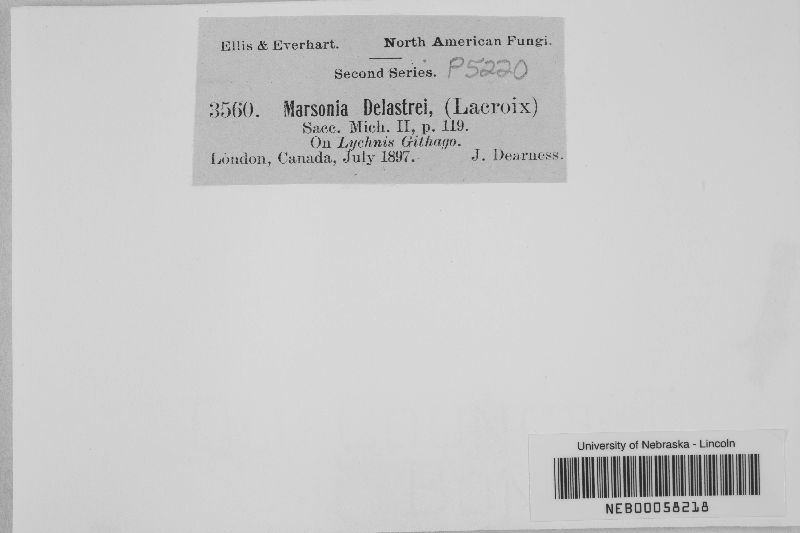 Ellis & Everhart. North American Fungi.
Second Series. P5220
3560. Marsonia Delastrei, (Lacroix)
Sacc. Mich. II, p. 119.
On Lychnis Githago.
London, Canada, July 1897. J. Dearness.
University of Nebraska - Lincoln
NEB00058218